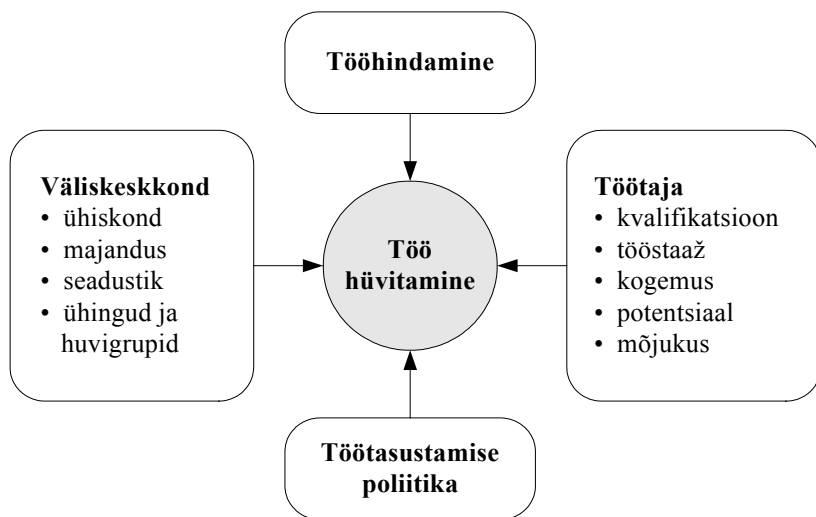 Tööhindamine
Väliskeskkond
• ühiskond
• majandus
• seadustik
• ühingud ja
huvigrupid
Töö
hüvitamine
Töötaja
• kvalifikatsioon
• tööstaaž
• kogemus
• potentsiaal
• mõjukus
Töötasustamise
poliitika